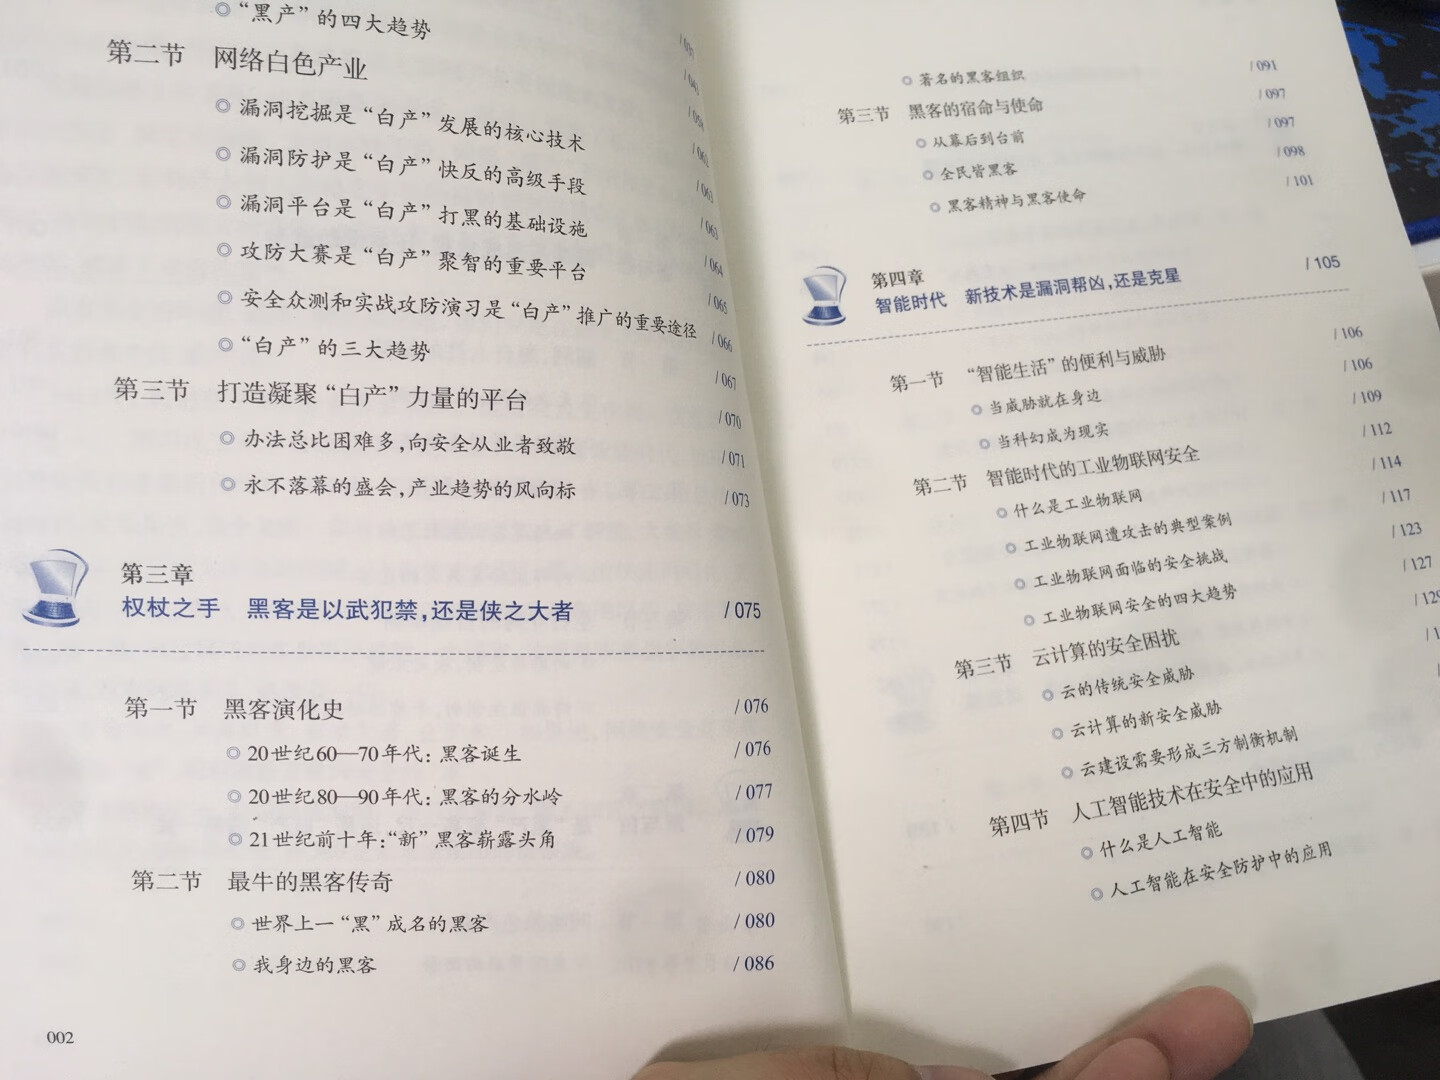 / 043
◎ “黑产”的四大趋势 / 058
第二节 网络白色产业 / 062
◎ 漏洞挖掘是“白产”发展的核心技术 / 063
◎ 漏洞防护是“白产”快反的高级手段 / 063
◎ 漏洞平台是“白产”打黑的基础设施 / 064
◎ 攻防大赛是“白产”聚智的重要平台 / 065
◎ 安全众测和实战攻防演习是“白产”推广的重要途径 / 066
◎ “白产”的三大趋势 / 067
第三节 打造凝聚“白产”力量的平台 / 070
◎ 办法总比困难多,向安全从业者致敬 / 071
◎ 永不落幕的盛会,产业趋势的风向标 / 073
第三章
权杖之手 黑客是以武犯禁,还是侠之大者 / 075
第一节 黑客演化史 / 076
◎ 20世纪60—70年代: 黑客诞生 / 076
◎ 20世纪80—90年代: 黑客的分水岭 / 077
◎ 21世纪前十年:“新”黑客崭露头角 / 079
第二节 最牛的黑客传奇 / 080
◎ 世界上一“黑”成名的黑客 / 080
◎ 我身边的黑客 / 086
002
◎ 著名的黑客组织 / 091
第三节 黑客的宿命与使命 / 097
◎ 从幕后到台前 / 097
◎ 全民皆黑客 / 098
◎ 黑客精神与黑客使命 / 101
第四章
智能时代 新技术是漏洞帮凶,还是克星 / 105
第一节 “智能生活”的便利与威胁 / 106
◎ 当威胁就在身边 / 106
◎ 当科幻成为现实 / 109
第二节 智能时代的工业物联网安全 / 112
◎ 什么是工业物联网 / 114
◎ 工业物联网遭攻击的典型案例 / 117
◎ 工业物联网面临的安全挑战 / 123
◎ 工业物联网安全的四大趋势 / 127
第三节 云计算的安全困扰 / 129
◎ 云的传统安全威胁
◎ 云计算的新安全威胁
◎ 云建设需要形成三方制衡机制
第四节 人工智能技术在安全中的应用
◎ 什么是人工智能
◎ 人工智能在安全防护中的应用